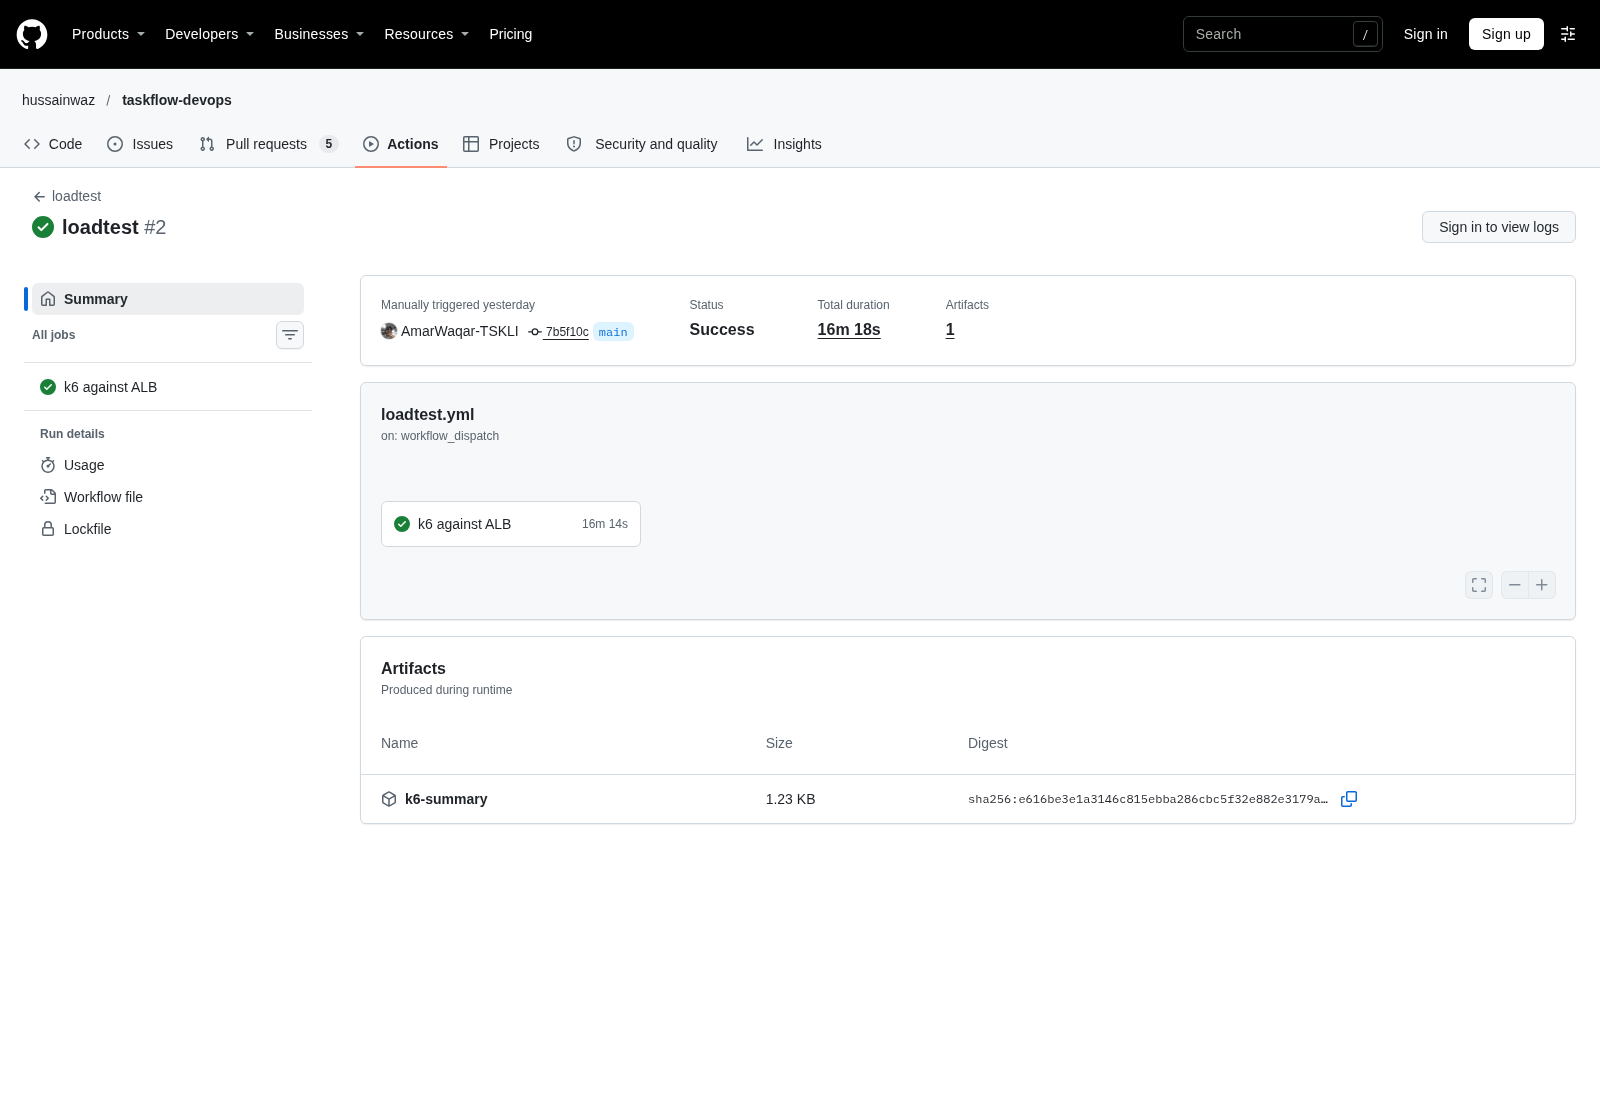 Products Developers Businesses Resources Pricing Search / Sign in Sign up
hussainwaz / taskflow-devops
Code Issues Pull requests 5 Actions Projects Security and quality Insights
loadtest
loadtest #2
Sign in to view logs
Summary
All jobs
k6 against ALB
Run details
Usage
Workflow file
Lockfile
Manually triggered yesterday Status Total duration Artifacts
AmarWaqar-TSKLI 7b5f10c main Success 16m 18s 1
loadtest.yml
on: workflow_dispatch
k6 against ALB 16m 14s
Artifacts
Produced during runtime
Name Size Digest
k6-summary 1.23 KB sha256:e616be3e1a3146c815ebba286cbc5f32e882e3179a…